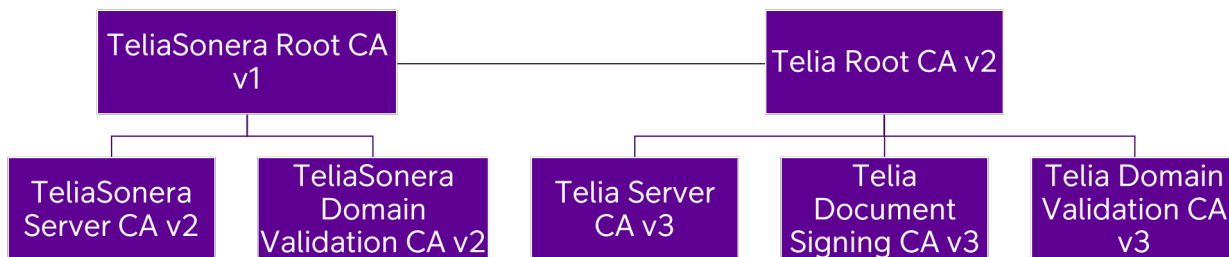 TeliaSonera Root CA
v1
Telia Root CA v2
TeliaSonera
Server CA v2
TeliaSonera
Domain
Validation CA v2
Telia Server
CA v3
Telia
Document
Signing CA v3
Telia Domain
Validation CA
v3